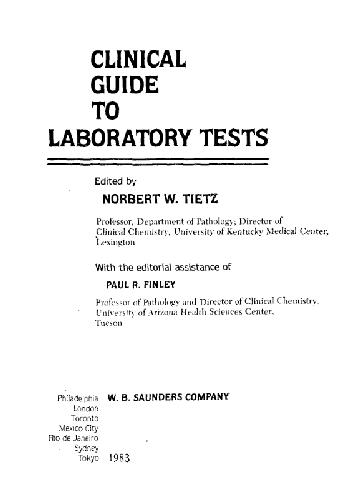 CLINICAL
GUIDE
TO
LABORATORY TESTS
Edited by
NORBERT W. TIETZ
Professor, Department of Pathology; Director of
Clinical Chemistry, University of Kentucky Medical Center,
Lexington
With the editorial assistance of
PAUL R. FINLEY
Professor of Pathology and Director of Clinical Chemistry,
University of Arizona Health Sciences Center,
Tucson
Philadelphia W. B. SAUNDERS COMPANY
London
Toronto
Mexico City
Rio de Janeiro
Sydney
Tokyo 1983